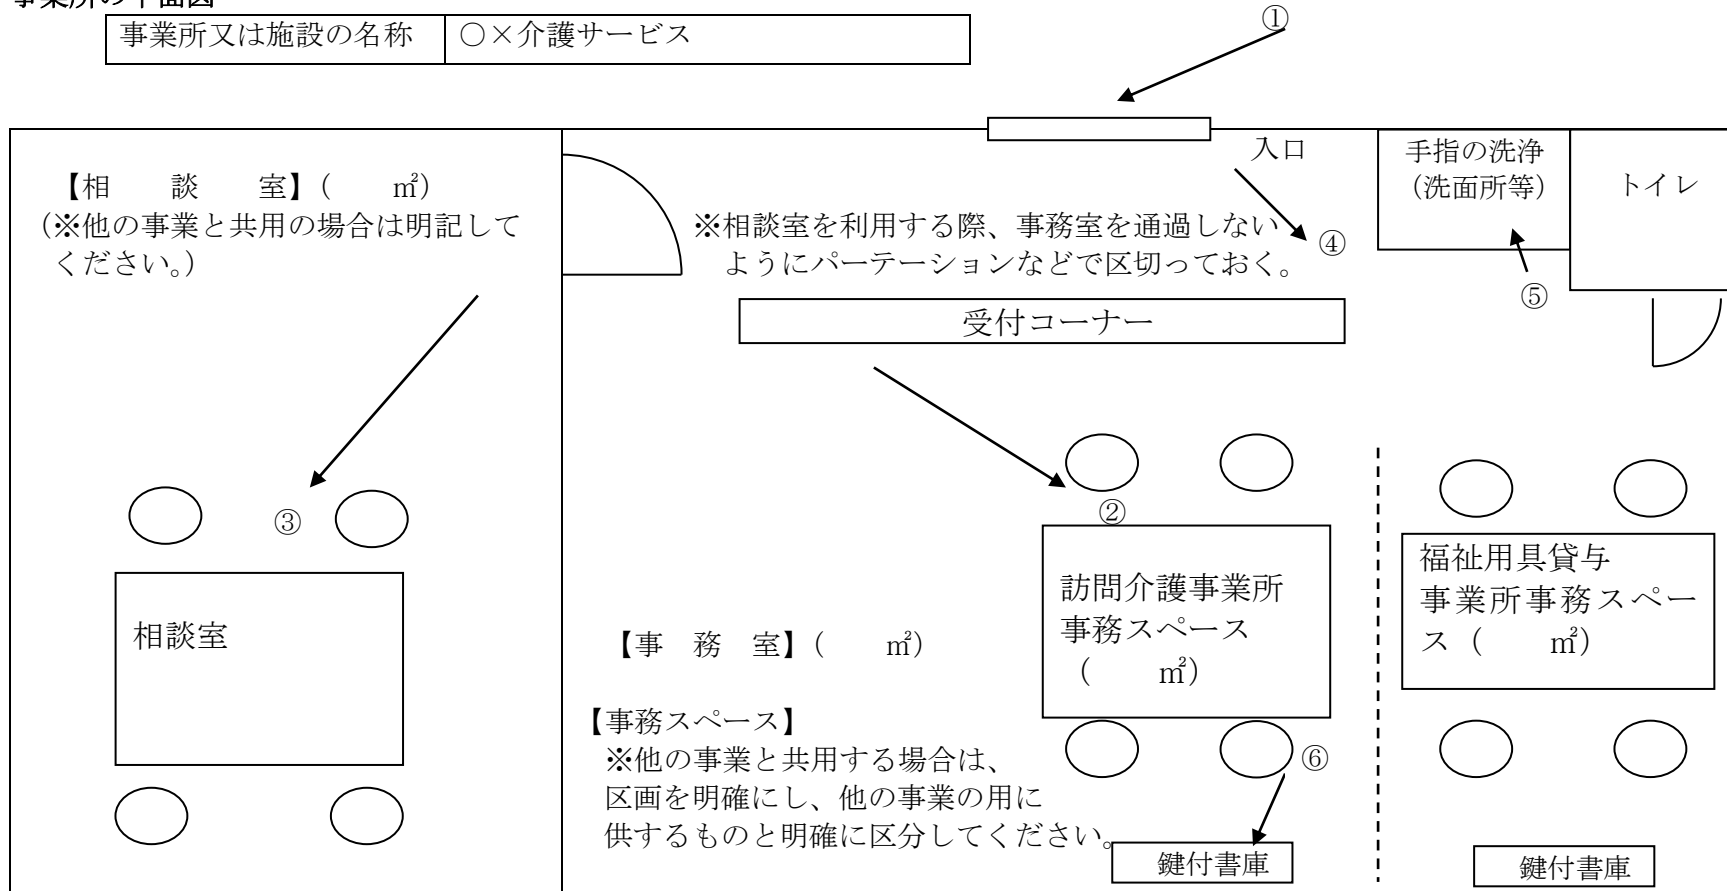 事業所の平面図
事業所又は施設の名称 ○×介護サービス
①
入口
手指の洗浄
（洗面所等）
トイレ
【相　談　室】（　　㎡）
（※他の事業と共用の場合は明記して
ください。）
※相談室を利用する際、事務室を通過しない
ようにパーテーションなどで区切っておく。
④
⑤
受付コーナー
③
②
相談室
訪問介護事業所
事務スペース
（　　㎡）
福祉用具貸与
事業所事務スペー
ス（　　㎡）
【事　務　室】（　　㎡）
【事務スペース】
※他の事業と共用する場合は、
区画を明確にし、他の事業の用に
供するものと明確に区分してください。
⑥
鍵付書庫
鍵付書庫